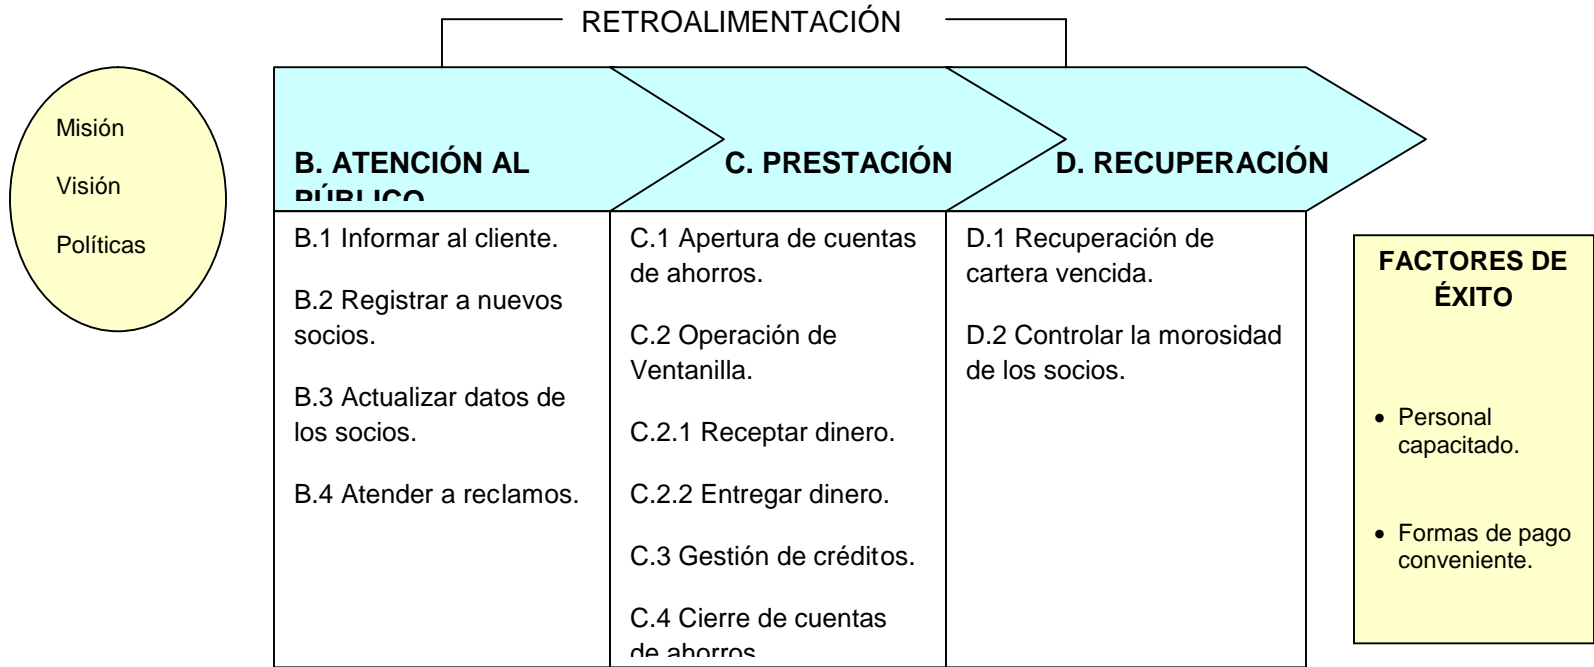 RETROALIMENTACIÓN
Misión
Visión
Políticas
B. ATENCIÓN AL
PÚBLICO
C. PRESTACIÓN
D. RECUPERACIÓN
B.1 Informar al cliente.
B.2 Registrar a nuevos
socios.
B.3 Actualizar datos de
los socios.
B.4 Atender a reclamos.
C.1 Apertura de cuentas
de ahorros.
C.2 Operación de
Ventanilla.
C.2.1 Receptar dinero.
C.2.2 Entregar dinero.
C.3 Gestión de créditos.
C.4 Cierre de cuentas
de ahorros
D.1 Recuperación de
cartera vencida.
D.2 Controlar la morosidad
de los socios.
FACTORES DE
ÉXITO
• Personal
capacitado.
• Formas de pago
conveniente.